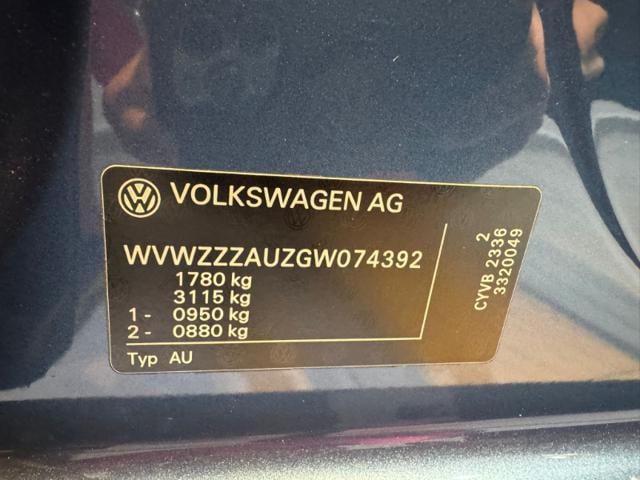 VOLKSWAGEN AG
WVWZZZAUZGW074392
1780 kg
3115 kg
1 - 0950 kg
2 - 0880 kg
Typ AU
2
CYVB 2336
3320049